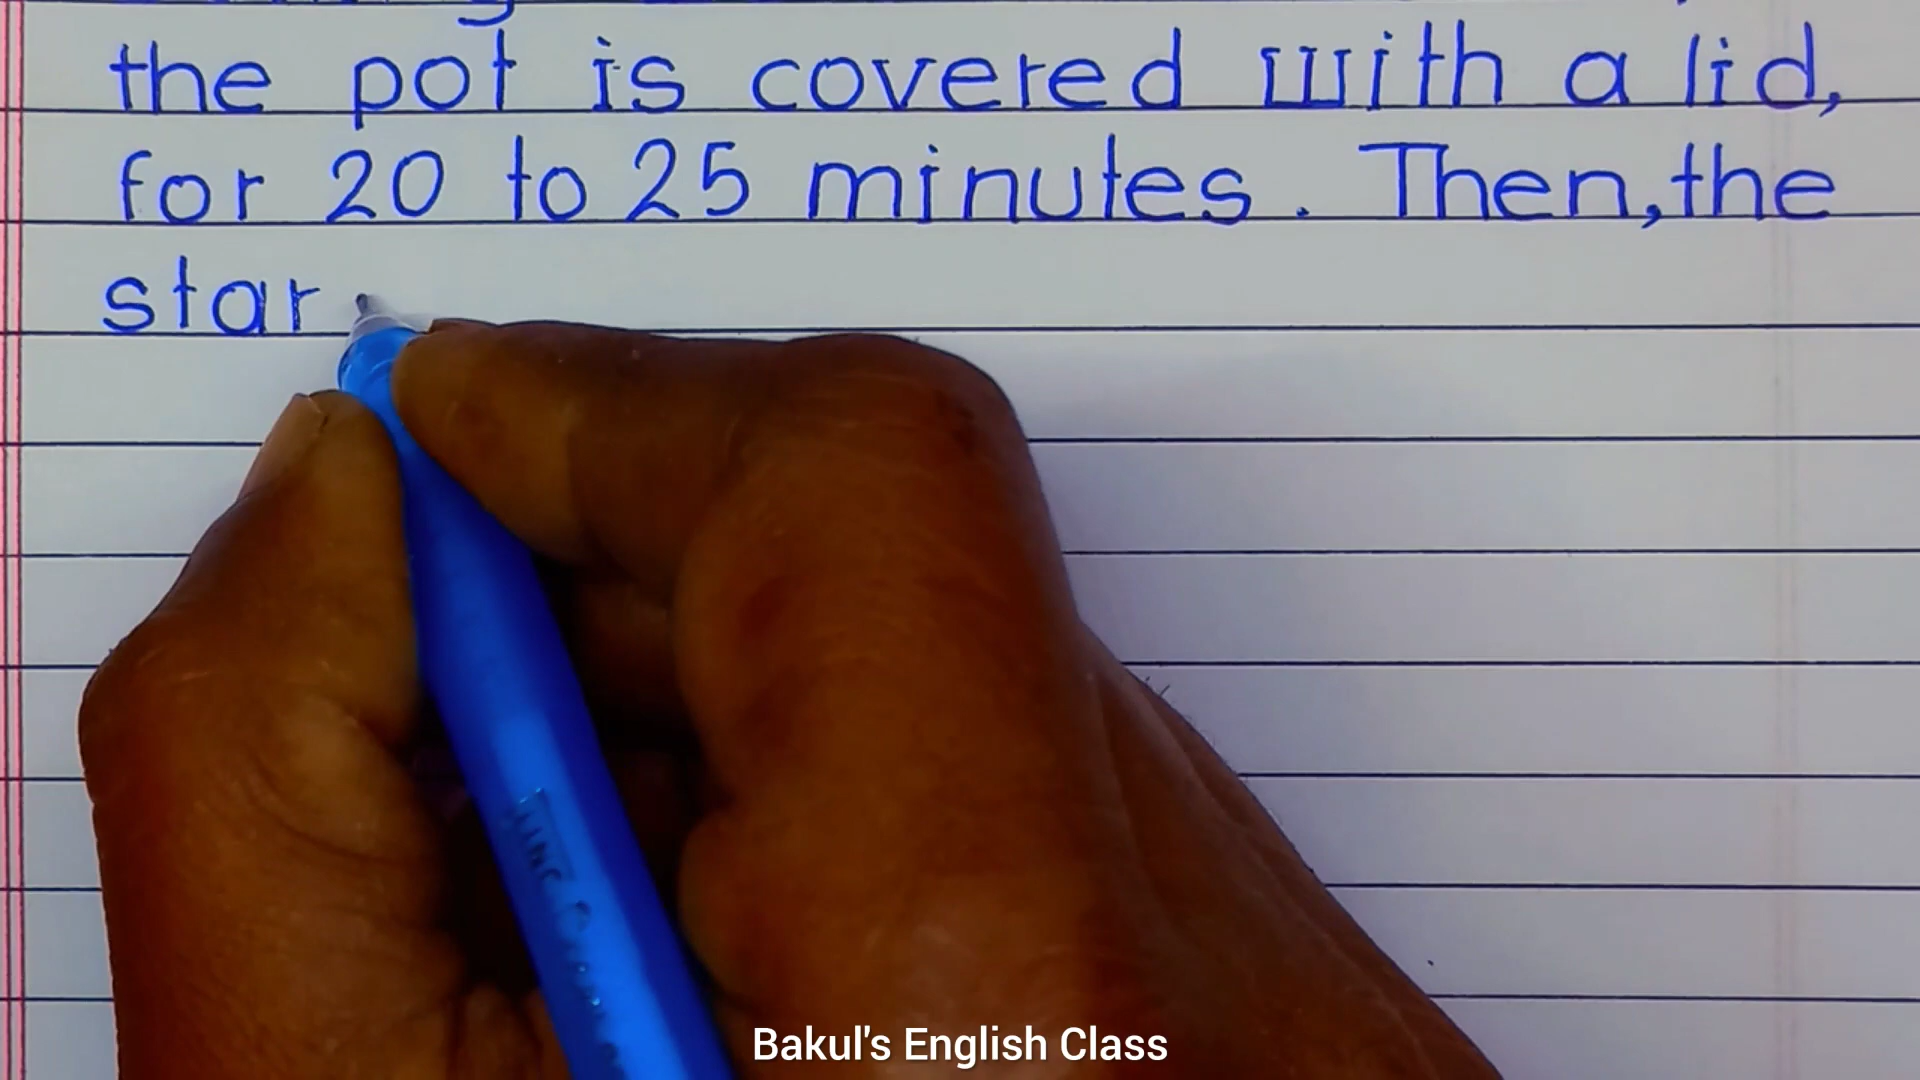 the pot is covered with a lid,
for 20 to 25 minutes. Then, the
star
Bakul's English Class